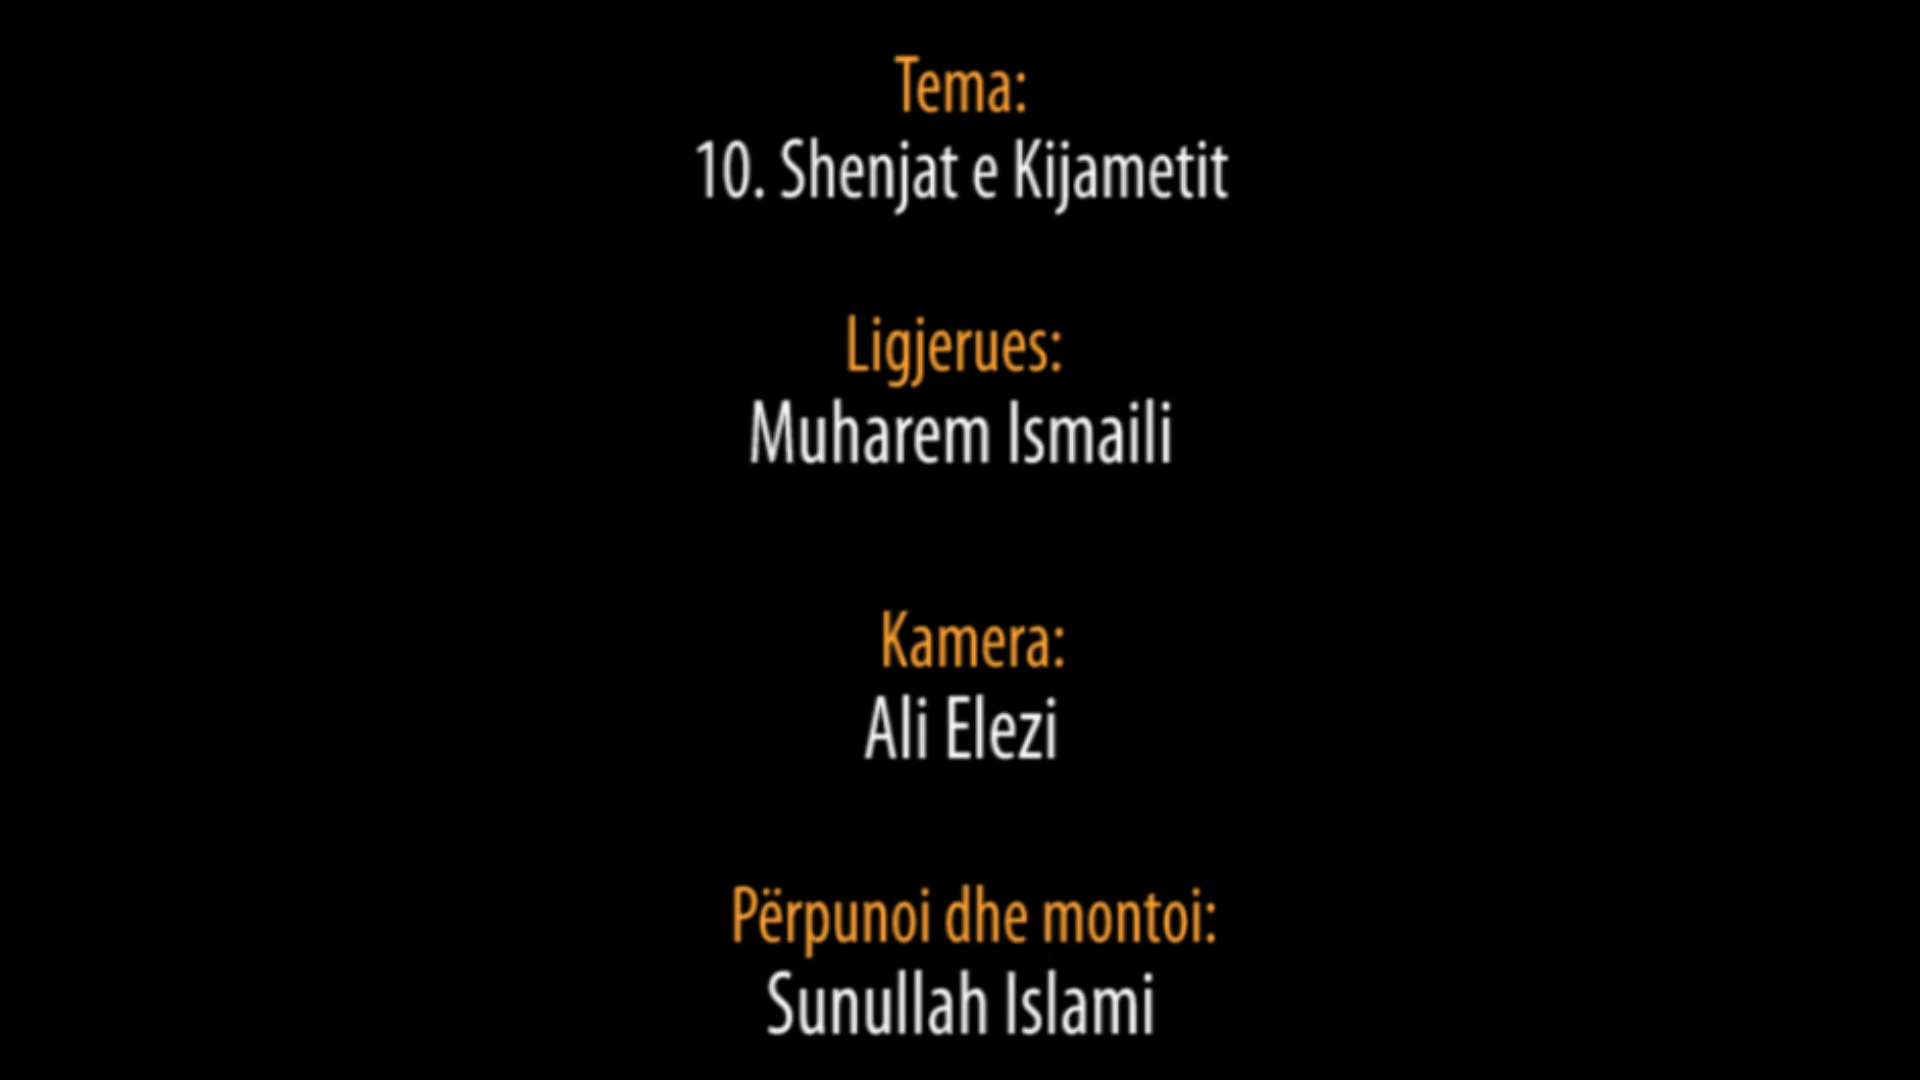 Tema:
10. Shenjat e Kijametit
Ligjerues:
Muharem Ismaili
Kamera:
Ali Elezi
Përpunoi dhe montoi:
Sunullah Islami